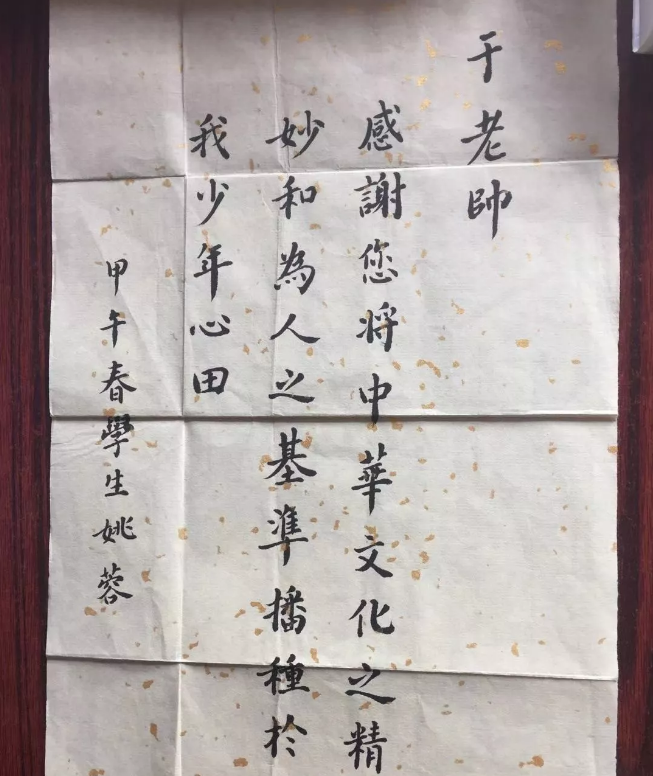 于老帥
感謝您将中華文化之精
妙和為人之基準播種於
我少年心田
甲午春學生姚蓉